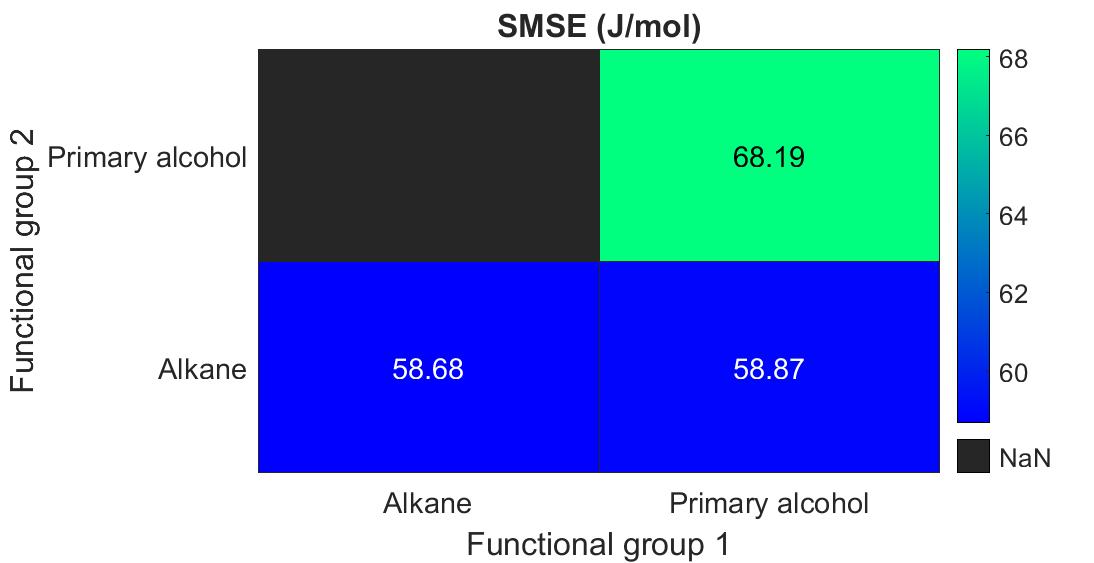 SMSE (J/mol)
Functional group 2
Primary alcohol
68.19
Alkane
58.68
58.87
Alkane
Primary alcohol
Functional group 1
68
66
64
62
60
NaN